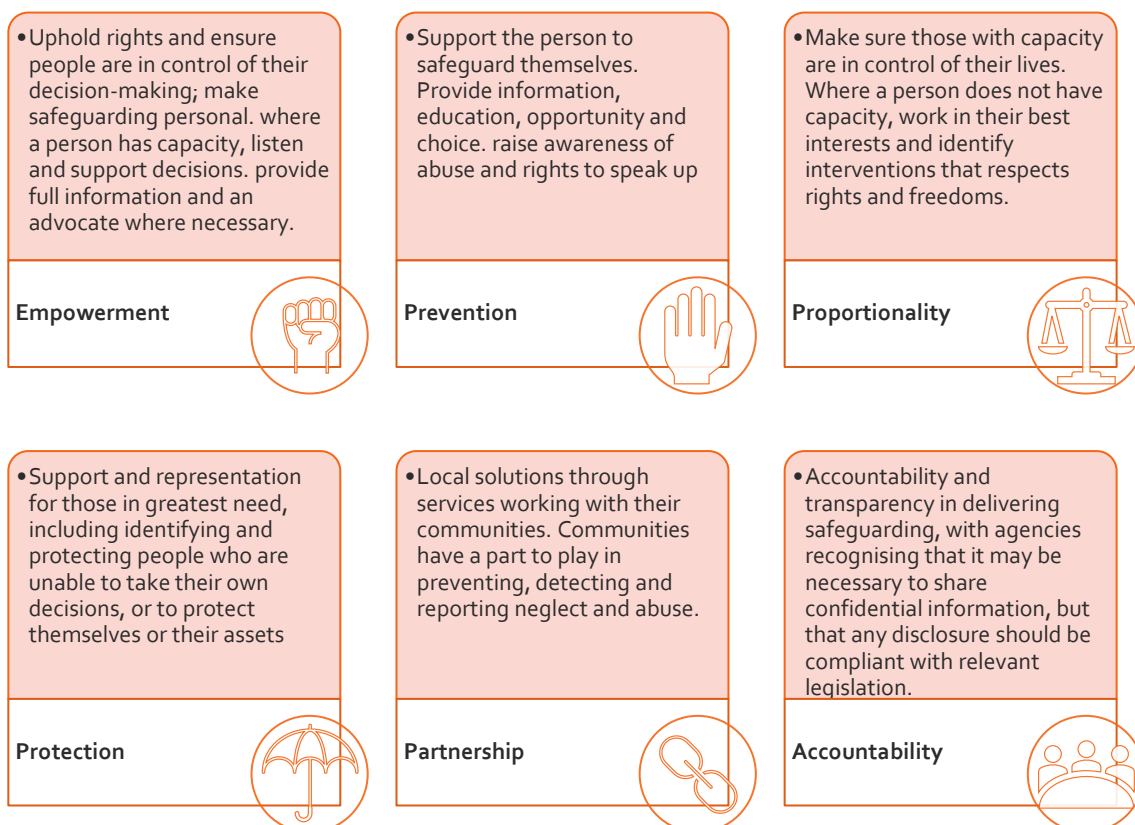 •Uphold rights and ensure
people are in control of their
decision-making; make
safeguarding personal. where
a person has capacity, listen
and support decisions. provide
full information and an
advocate where necessary.
Empowerment
•Support the person to
safeguard themselves.
Provide information,
education, opportunity and
choice. raise awareness of
abuse and rights to speak up
Prevention
•Make sure those with capacity
are in control of their lives.
Where a person does not have
capacity, work in their best
interests and identify
interventions that respects
rights and freedoms.
Proportionality
•Support and representation
for those in greatest need,
including identifying and
protecting people who are
unable to take their own
decisions, or to protect
themselves or their assets
Protection
•Local solutions through
services working with their
communities. Communities
have a part to play in
preventing, detecting and
reporting neglect and abuse.
Partnership
•Accountability and
transparency in delivering
safeguarding, with agencies
recognising that it may be
necessary to share
confidential information, but
that any disclosure should be
compliant with relevant
legislation.
Accountability